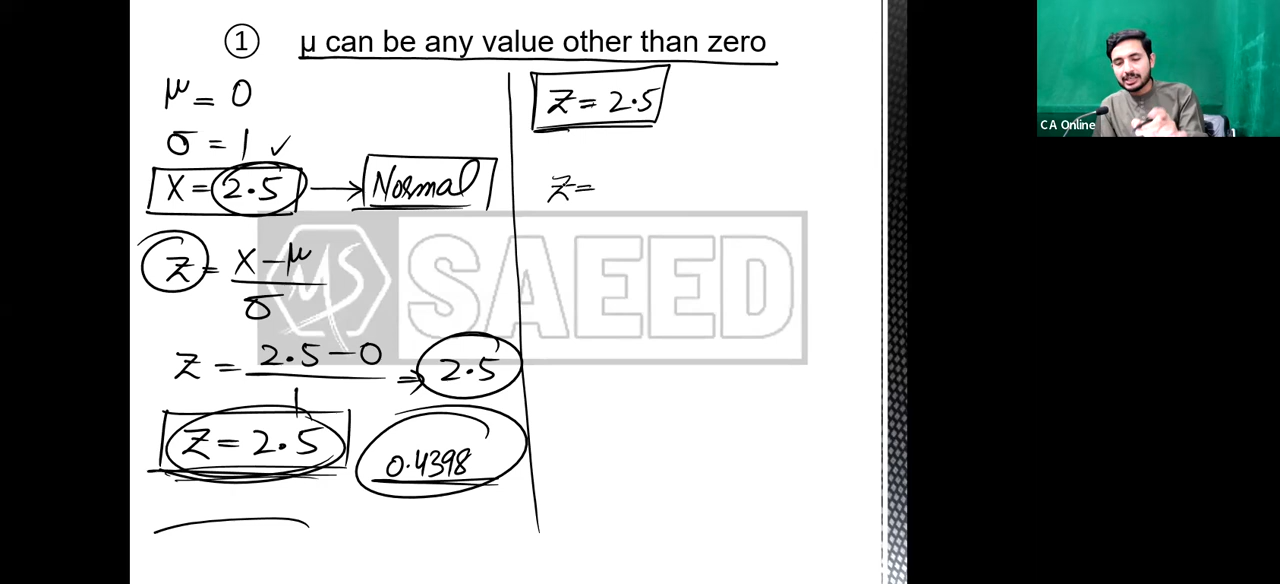 ① μ can be any value other than zero
μ = 0
σ = 1 ✓
X = 2.5 → Normal
z = X − μ / σ
z = 2.5 − 0 / 1 ⇒ 2.5
z = 2.5
0.4398
z = 2.5
z =
MS SAEED
CA Online